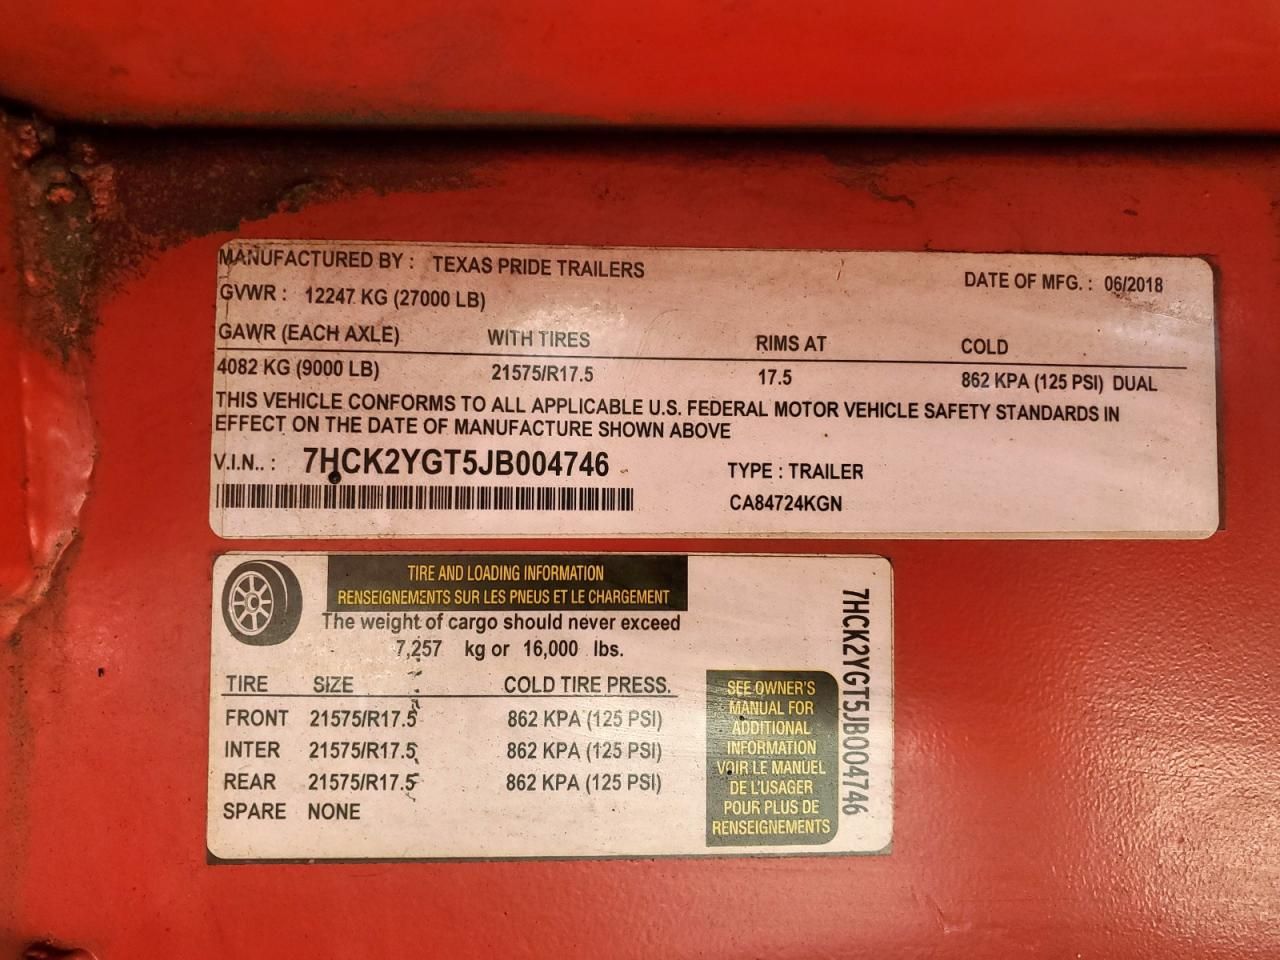 MANUFACTURED BY : TEXAS PRIDE TRAILERS DATE OF MFG. : 06/2018
GVWR : 12247 KG (27000 LB)
GAWR (EACH AXLE) WITH TIRES RIMS AT COLD
4082 KG (9000 LB) 21575/R17.5 17.5 862 KPA (125 PSI) DUAL
THIS VEHICLE CONFORMS TO ALL APPLICABLE U.S. FEDERAL MOTOR VEHICLE SAFETY STANDARDS IN
EFFECT ON THE DATE OF MANUFACTURE SHOWN ABOVE
V.I.N.. : 7HCK2YGT5JB004746 TYPE : TRAILER
CA84724KGN
TIRE AND LOADING INFORMATION
RENSEIGNEMENTS SUR LES PNEUS ET LE CHARGEMENT
The weight of cargo should never exceed
7,257 kg or 16,000 lbs.
TIRE SIZE COLD TIRE PRESS.
FRONT 21575/R17.5 862 KPA (125 PSI)
INTER 21575/R17.5 862 KPA (125 PSI)
REAR 21575/R17.5 862 KPA (125 PSI)
SPARE NONE
SEE OWNER'S
MANUAL FOR
ADDITIONAL
INFORMATION
VOIR LE MANUEL
DE L'USAGER
POUR PLUS DE
RENSEIGNEMENTS
7HCK2YGT5JB004746